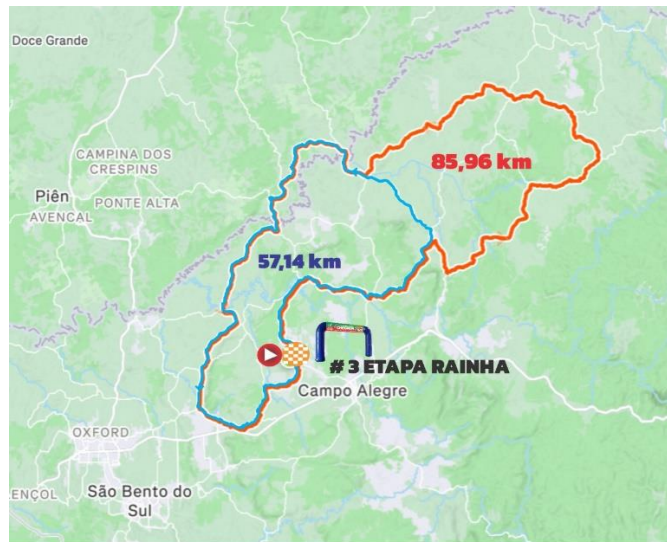 Doce Grande
CAMPINA DOS
CRESPINS
85,96 km
Piên
PONTE ALTA
AVENCAL
57,14 km
# 3 ETAPA RAINHA
Campo Alegre
OXFORD
ENÇOL
São Bento do
Sul